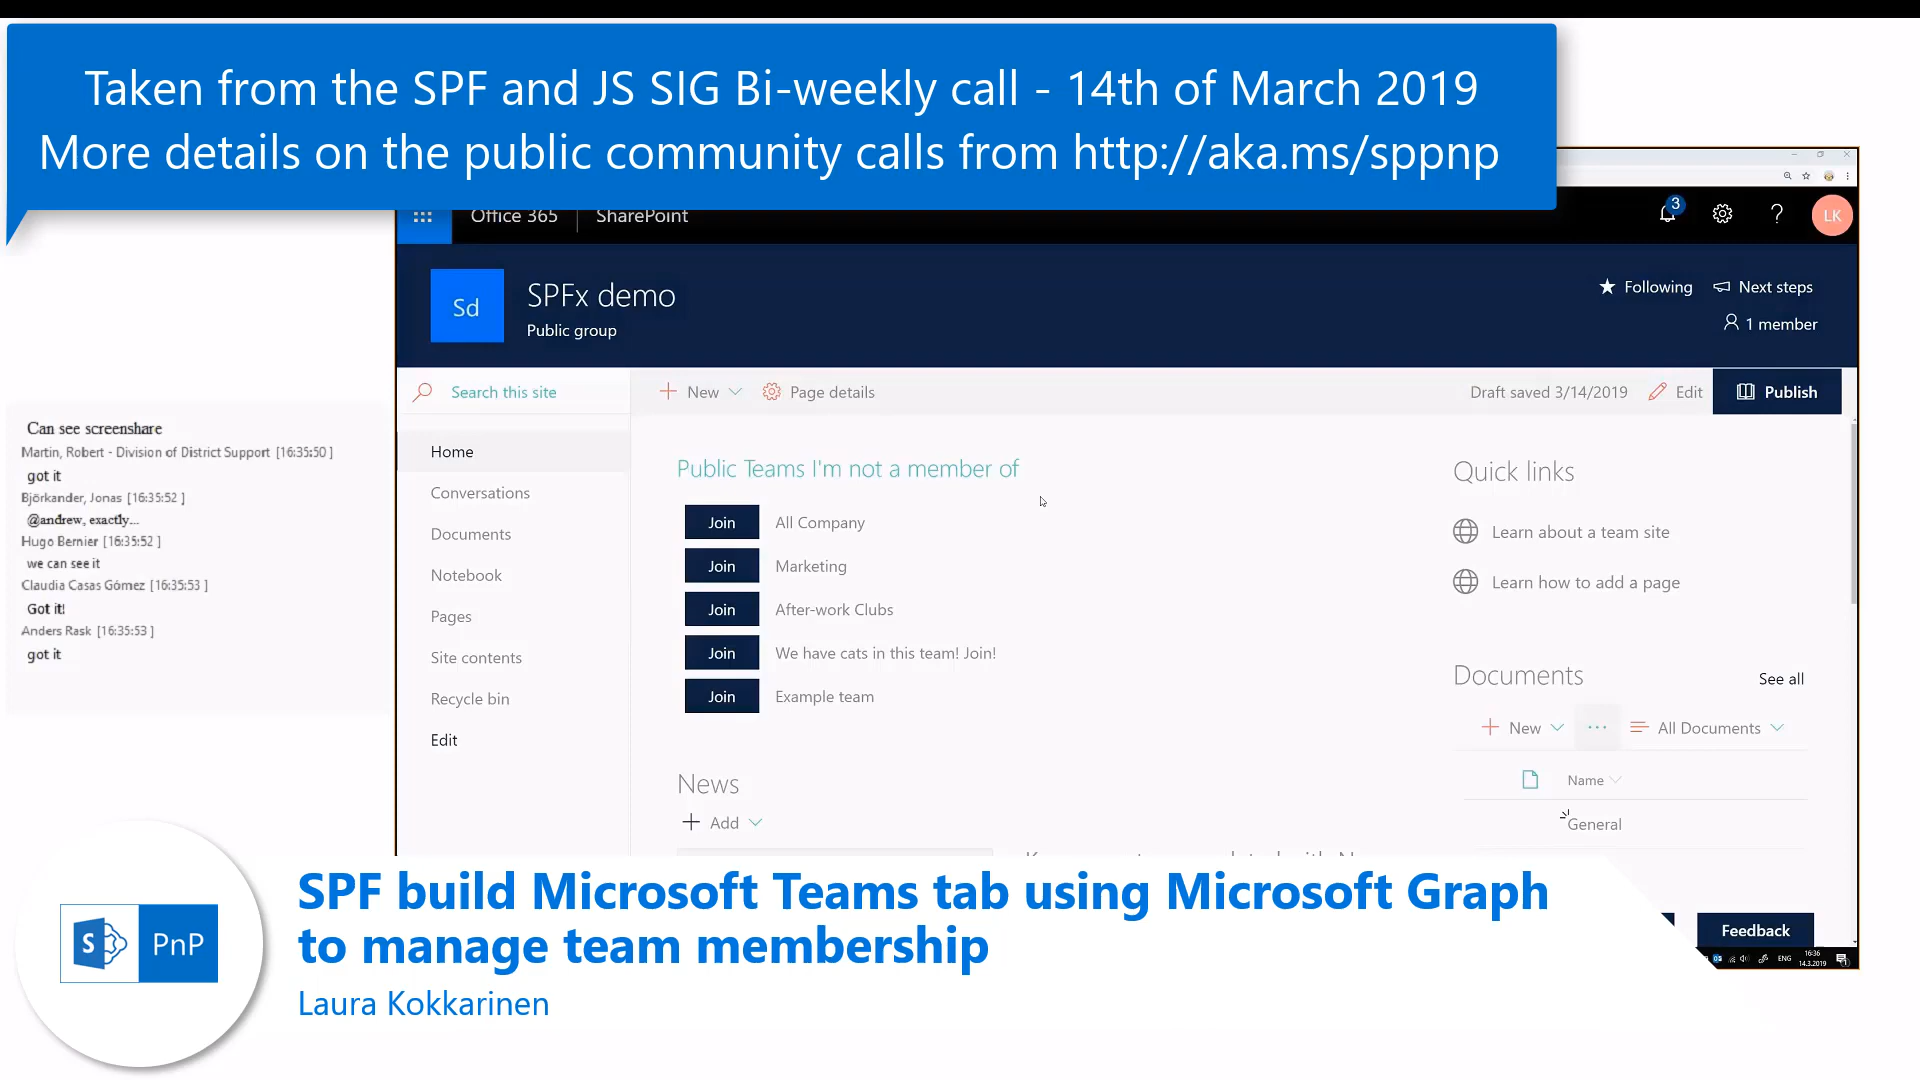 Taken from the SPF and JS SIG Bi-weekly call - 14th of March 2019
More details on the public community calls from http://aka.ms/sppnp
Office 365
SharePoint
3
?
LK
Sd
SPFx demo
Public group
Following
Next steps
1 member
Search this site
New
Page details
Draft saved 3/14/2019
Edit
Publish
Can see screenshare
Martin, Robert - Division of District Support [16:35:50 ]
got it
Björkander, Jonas [16:35:52 ]
@andrew, exactly...
Hugo Bernier [16:35:52 ]
we can see it
Claudia Casas Gómez [16:35:53 ]
Got it!
Anders Rask [16:35:53 ]
got it
Home
Conversations
Documents
Notebook
Pages
Site contents
Recycle bin
Edit
Public Teams I'm not a member of
Join All Company
Join Marketing
Join After-work Clubs
Join We have cats in this team! Join!
Join Example team
News
Add
Quick links
Learn about a team site
Learn how to add a page
Documents
See all
New
...
All Documents
Name
General
Feedback
ENG
16:36
14.3.2019
S
PnP
SPF build Microsoft Teams tab using Microsoft Graph
to manage team membership
Laura Kokkarinen